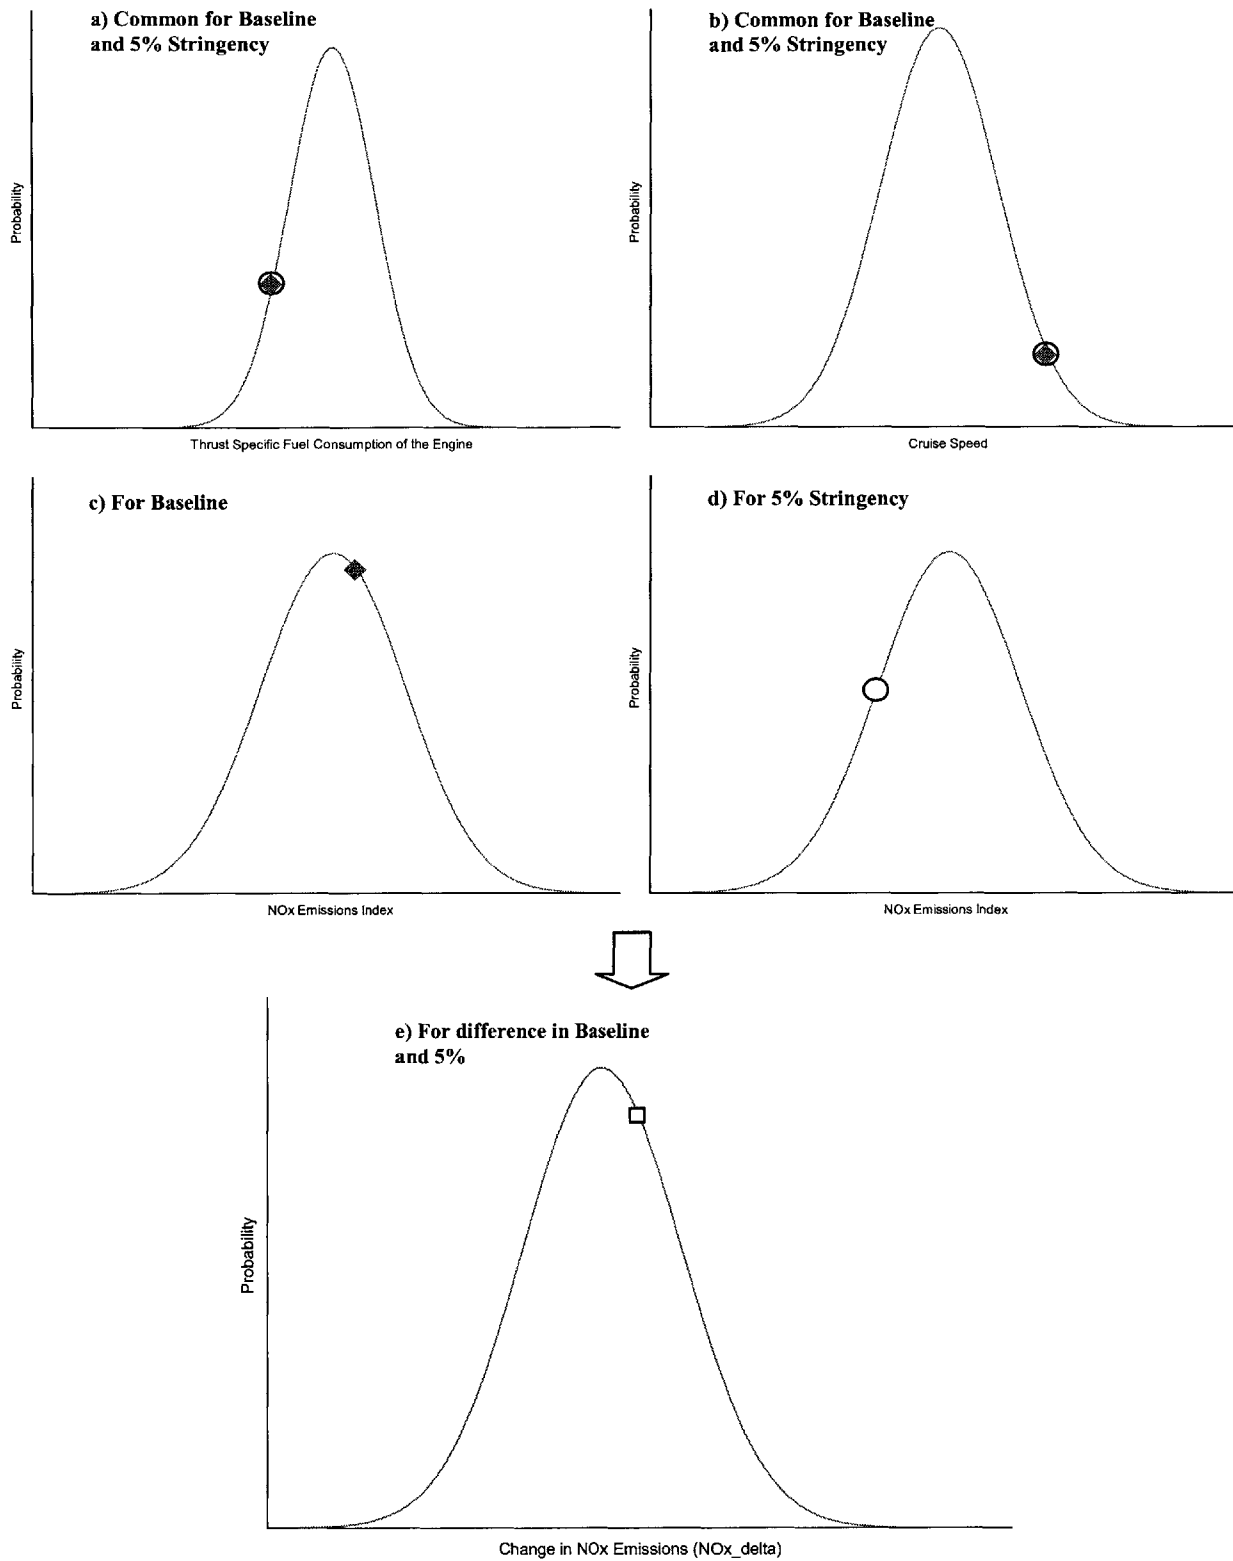 a) Common for Baseline
and 5% Stringency
Probability
Thrust Specific Fuel Consumption of the Engine
b) Common for Baseline
and 5% Stringency
Probability
Cruise Speed
c) For Baseline
Probability
NOx Emissions Index
d) For 5% Stringency
Probability
NOx Emissions Index
e) For difference in Baseline
and 5%
Probability
Change in NOx Emissions (NOx_delta)